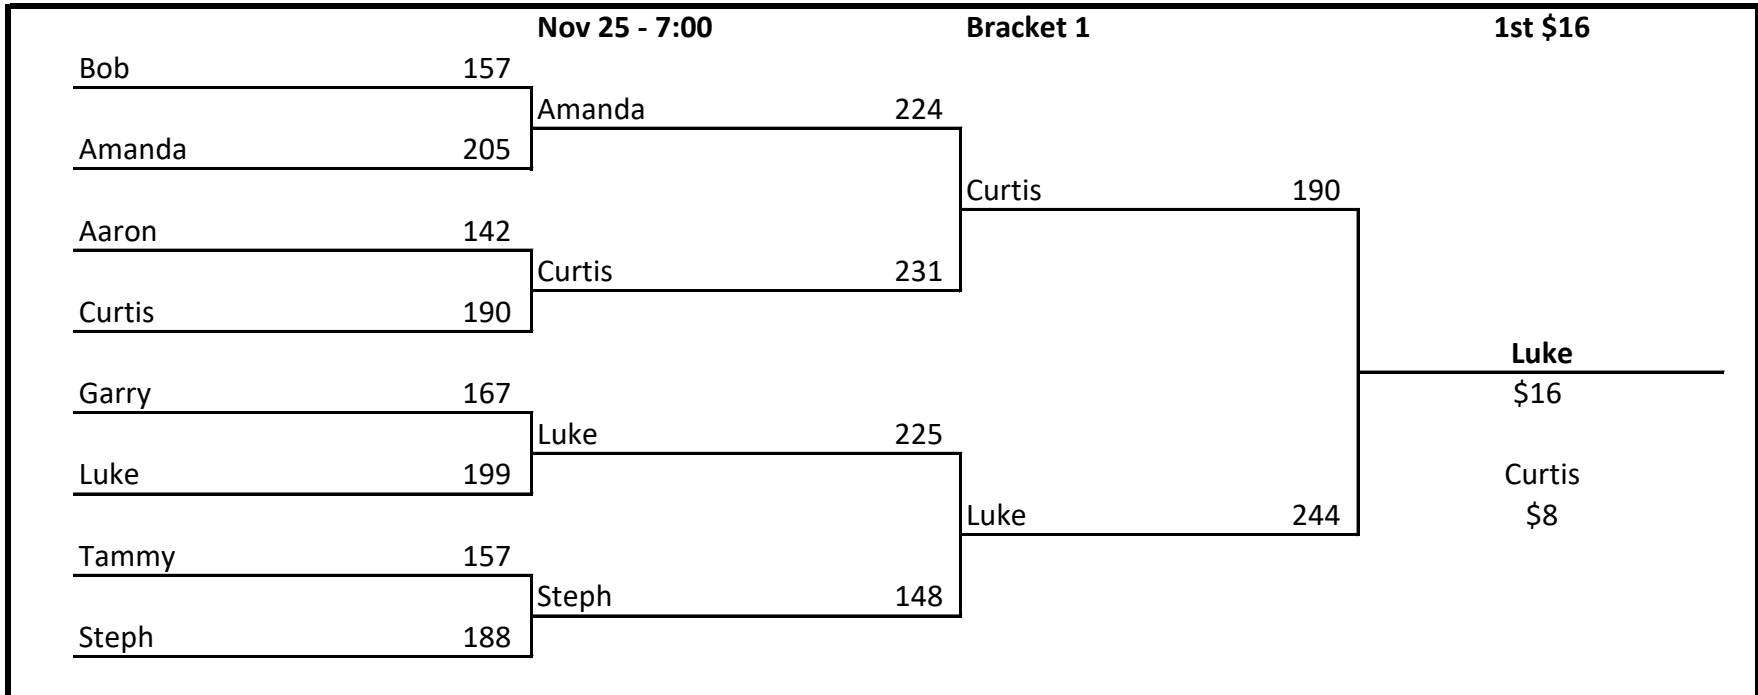 Nov 25 - 7:00 Bracket 1 1st $16
Bob 157
Amanda 224
Amanda 205
Curtis 190
Aaron 142
Curtis 231
Curtis 190
Luke
Garry 167 $16
Luke 225
Luke 199 Curtis
Luke 244 $8
Tammy 157
Steph 148
Steph 188